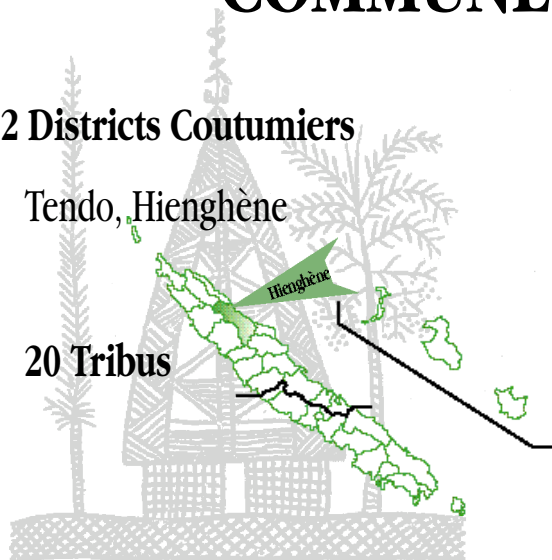 COMMUNE
2 Districts Coutumiers
Tendo, Hienghène
Hienghène
20 Tribus